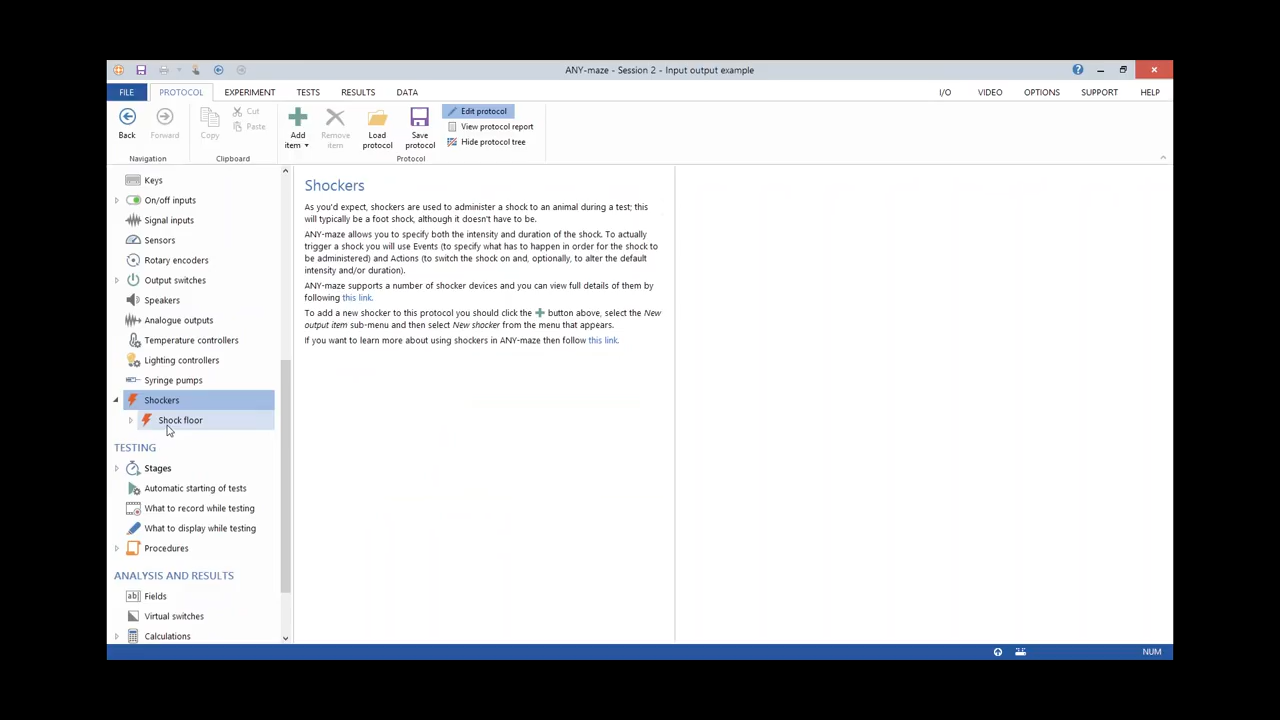 ANY-maze - Session 2 - Input output example
FILE PROTOCOL EXPERIMENT TESTS RESULTS DATA I/O VIDEO OPTIONS SUPPORT HELP
Back Forward
Navigation
Copy Cut
Paste
Clipboard
Add item
Remove item
Load protocol
Save protocol
Edit protocol
View protocol report
Hide protocol tree
Protocol
Keys
On/off inputs
Signal inputs
Sensors
Rotary encoders
Output switches
Speakers
Analogue outputs
Temperature controllers
Lighting controllers
Syringe pumps
Shockers
Shock floor
TESTING
Stages
Automatic starting of tests
What to record while testing
What to display while testing
Procedures
ANALYSIS AND RESULTS
ab| Fields
Virtual switches
Calculations
Shockers
As you'd expect, shockers are used to administer a shock to an animal during a test; this
will typically be a foot shock, although it doesn't have to be.
ANY-maze allows you to specify both the intensity and duration of the shock. To actually
trigger a shock you will use Events (to specify what has to happen in order for the shock to
be administered) and Actions (to switch the shock on and, optionally, to alter the default
intensity and/or duration).
ANY-maze supports a number of shocker devices and you can view full details of them by
following this link.
To add a new shocker to this protocol you should click the button above, select the New
output item sub-menu and then select New shocker from the menu that appears.
If you want to learn more about using shockers in ANY-maze then follow this link.
NUM